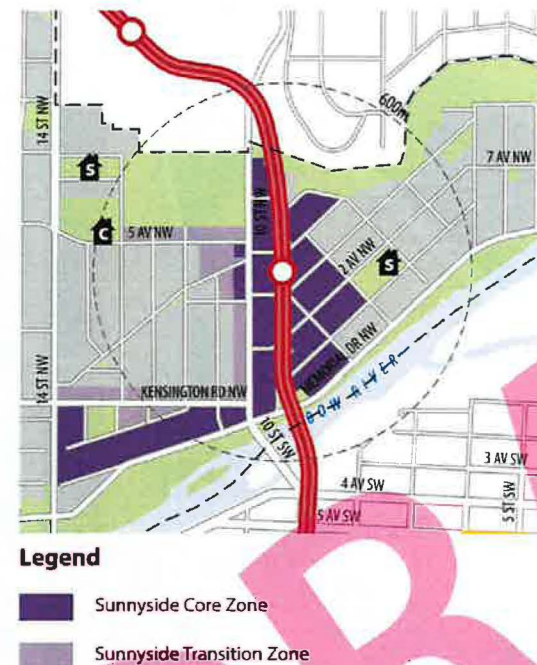 600m
14 ST NW
7 AV NW
S
10 ST NW
C
5 AV NW
2 AV NW
S
MEMORIAL DR NW
14 ST NW
KENSINGTON RD NW
BOW RIVER
10 ST SW
3 AV SW
4 AV SW
5 ST SW
5 AV SW
Legend
Sunnyside Core Zone
Sunnyside Transition Zone